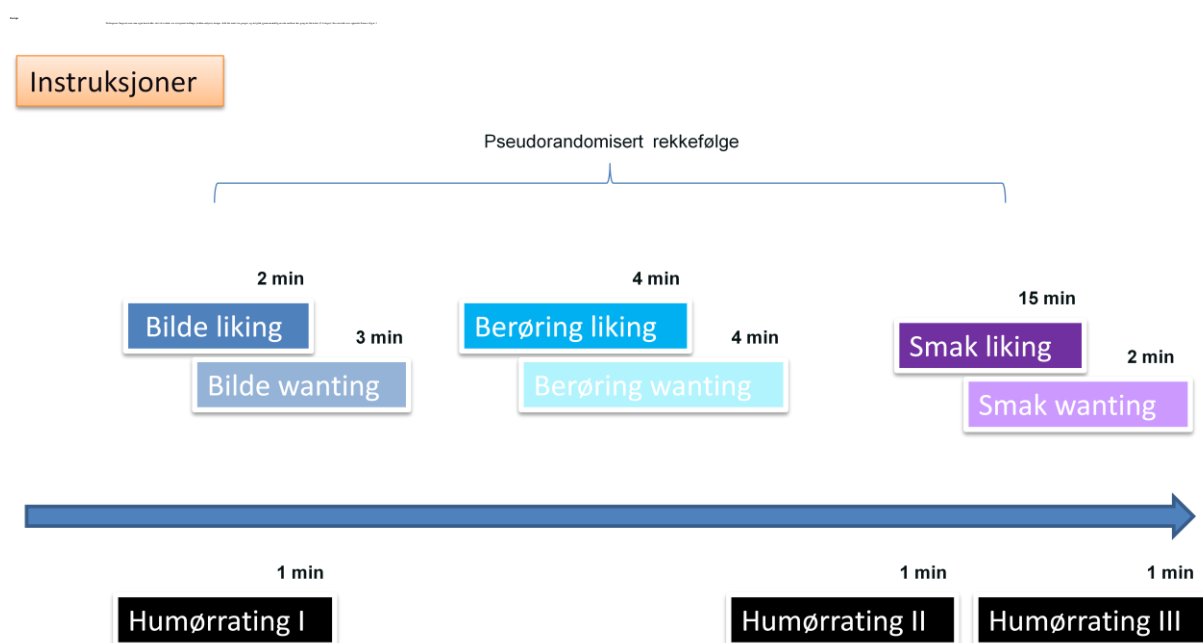 Instruksjoner
Pseudorandomisert rekkefølge
2 min
Bilde liking
3 min
Bilde wanting
4 min
Berøring liking
4 min
Berøring wanting
15 min
Smak liking
2 min
Smak wanting
1 min
Humørrating I
1 min
Humørrating II
1 min
Humørrating III